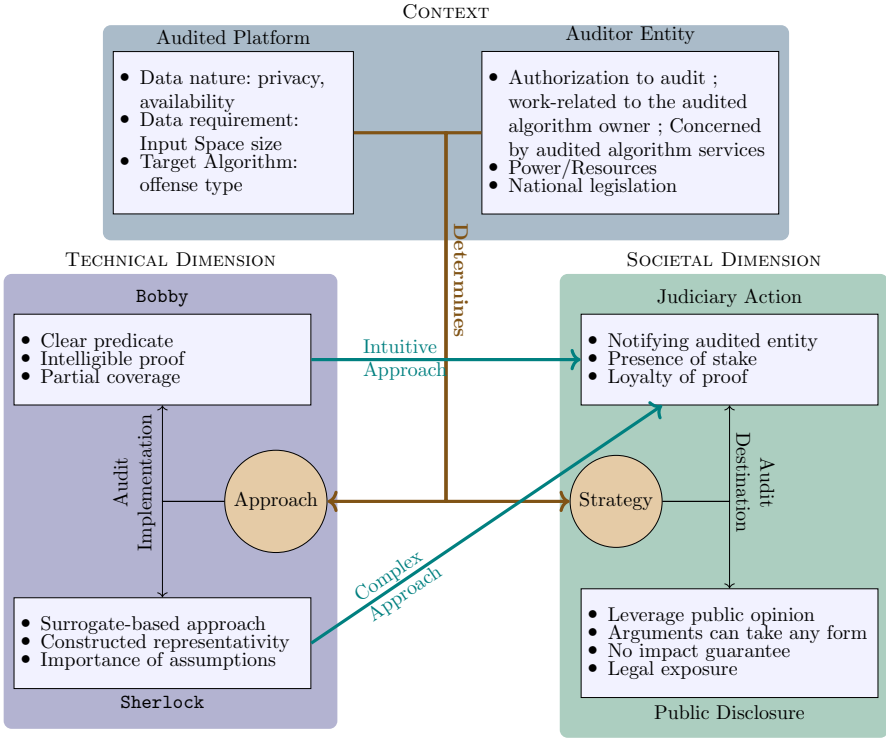 CONTEXT
Audited Platform
• Data nature: privacy,
availability
• Data requirement:
Input Space size
• Target Algorithm:
offense type
Auditor Entity
• Authorization to audit ;
work-related to the audited
algorithm owner ; Concerned
by audited algorithm services
• Power/Resources
• National legislation
Determines
TECHNICAL DIMENSION
Bobby
• Clear predicate
• Intelligible proof
• Partial coverage
Audit
Implementation
Approach
• Surrogate-based approach
• Constructed representativity
• Importance of assumptions
Sherlock
Intuitive
Approach
Complex
Approach
SOCIETAL DIMENSION
Judiciary Action
• Notifying audited entity
• Presence of stake
• Loyalty of proof
Strategy
Audit
Destination
• Leverage public opinion
• Arguments can take any form
• No impact guarantee
• Legal exposure
Public Disclosure